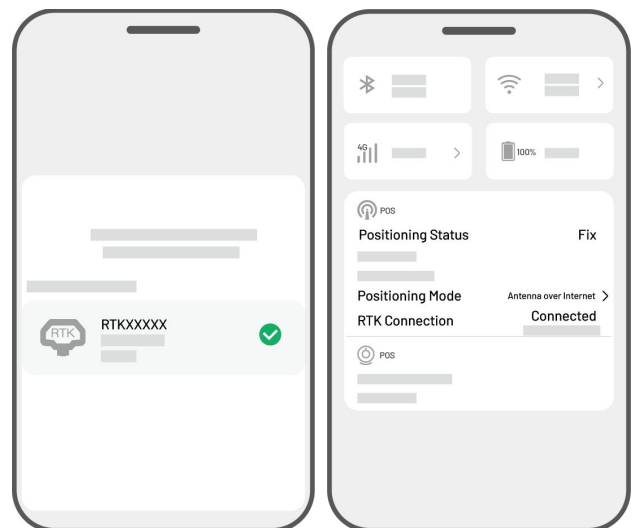 RTK
RTKXXXXX
4G
100%
POS
Positioning Status Fix
Positioning Mode Antenna over Internet
RTK Connection Connected
POS